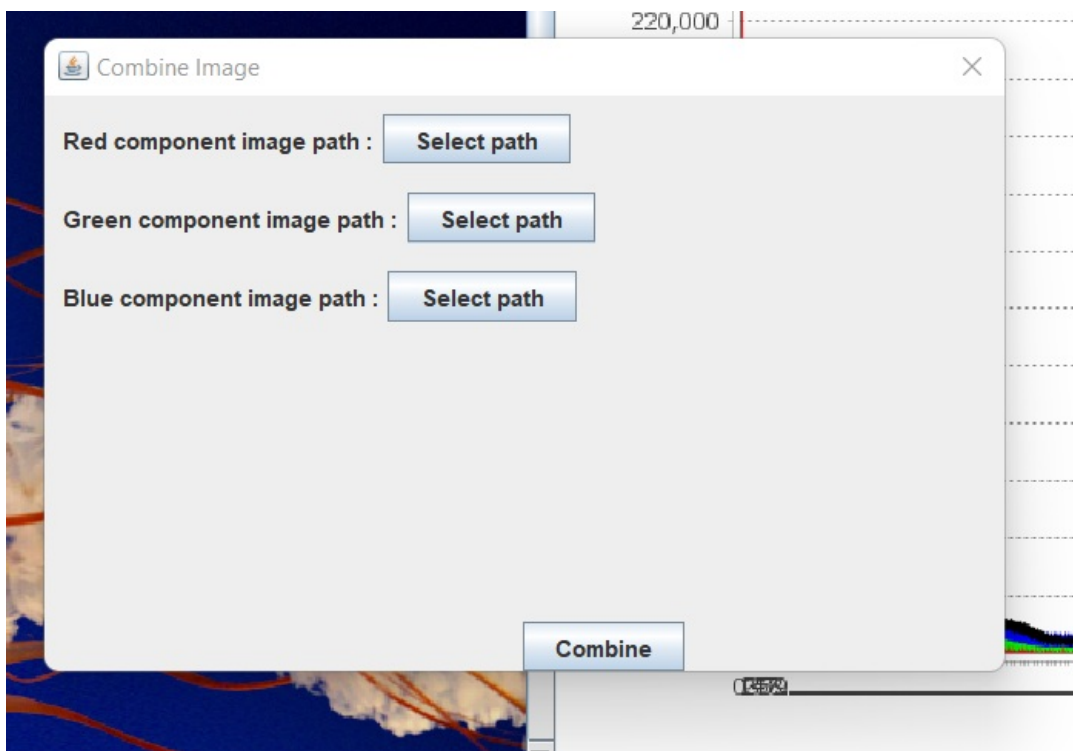 220,000
Combine Image
Red component image path : Select path
Green component image path : Select path
Blue component image path : Select path
Combine